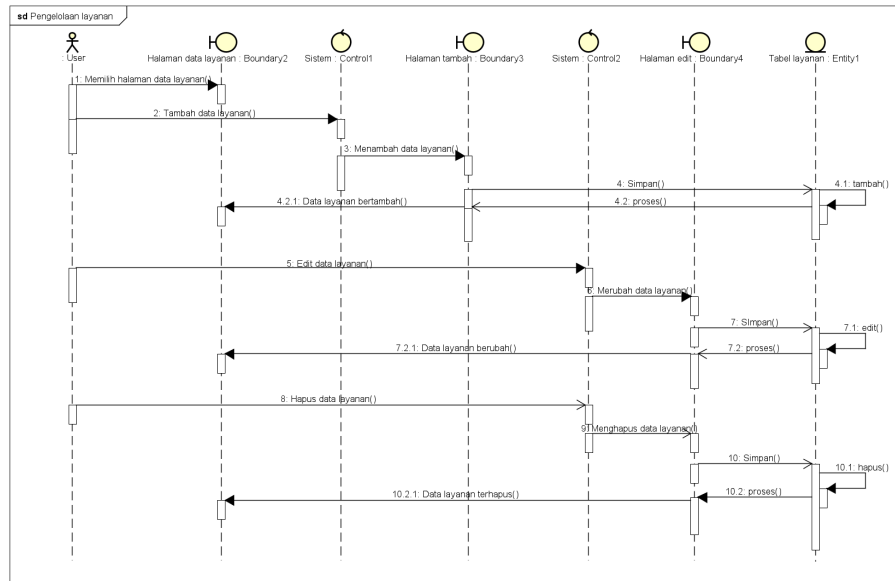 sd Pengelolaan layanan
: User
Halaman data layanan : Boundary2
Sistem : Control1
Halaman tambah : Boundary3
Sistem : Control2
Halaman edit : Boundary4
Tabel layanan : Entity1
1: Memilih halaman data layanan()
2: Tambah data layanan()
3: Menambah data layanan()
4: Simpan()
4.1: tambah()
4.2: proses()
4.2.1: Data layanan bertambah()
5: Edit data layanan()
6: Merubah data layanan()
7: SImpan()
7.1: edit()
7.2: proses()
7.2.1: Data layanan berubah()
8: Hapus data layanan()
9: Menghapus data layanan()
10: Simpan()
10.1: hapus()
10.2: proses()
10.2.1: Data layanan terhapus()